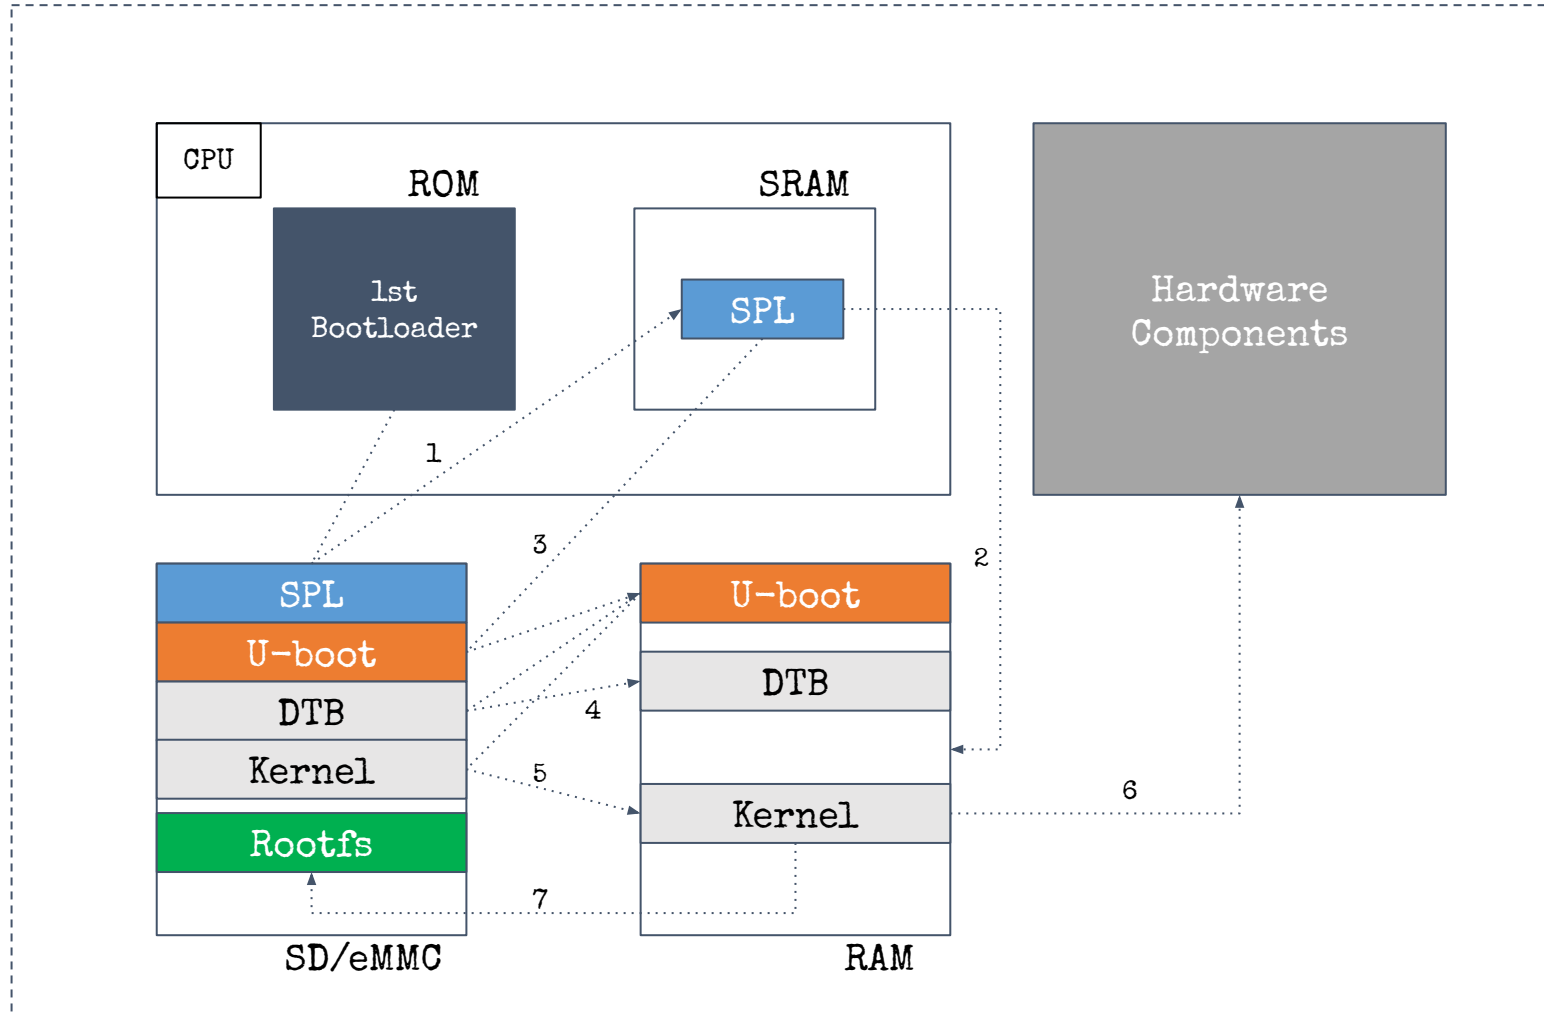 CPU
ROM
SRAM
1st
Bootloader
SPL
Hardware
Components
1
3
2
SPL
U-boot
DTB
Kernel
Rootfs
U-boot
DTB
Kernel
4
5
6
7
SD/eMMC
RAM